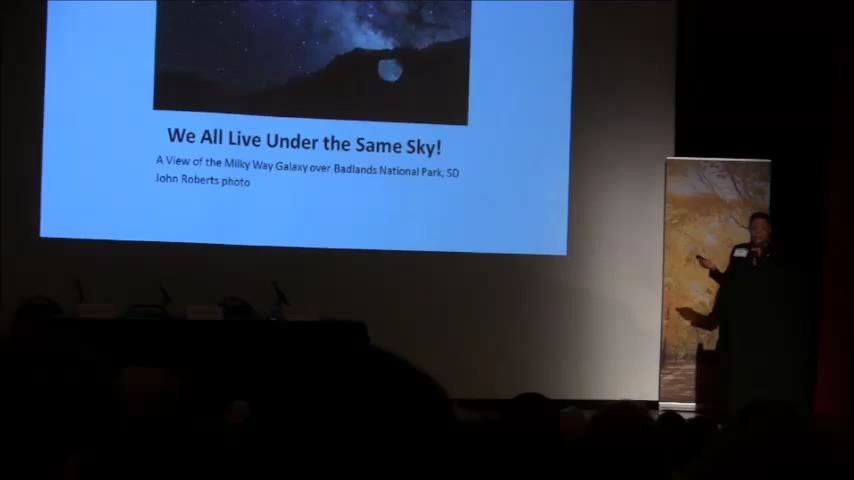 We All Live Under the Same Sky!
A View of the Milky Way Galaxy over Badlands National Park, SD
John Roberts photo